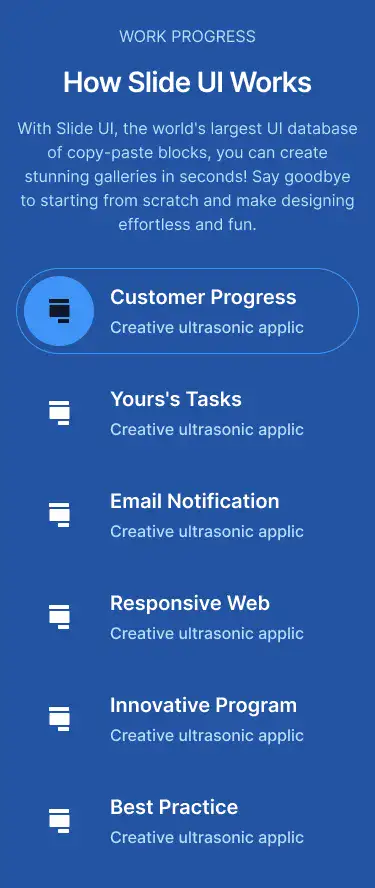 WORK PROGRESS
How Slide UI Works
With Slide UI, the world's largest UI database
of copy-paste blocks, you can create
stunning galleries in seconds! Say goodbye
to starting from scratch and make designing
effortless and fun.
Customer Progress
Creative ultrasonic applic
Yours's Tasks
Creative ultrasonic applic
Email Notification
Creative ultrasonic applic
Responsive Web
Creative ultrasonic applic
Innovative Program
Creative ultrasonic applic
Best Practice
Creative ultrasonic applic